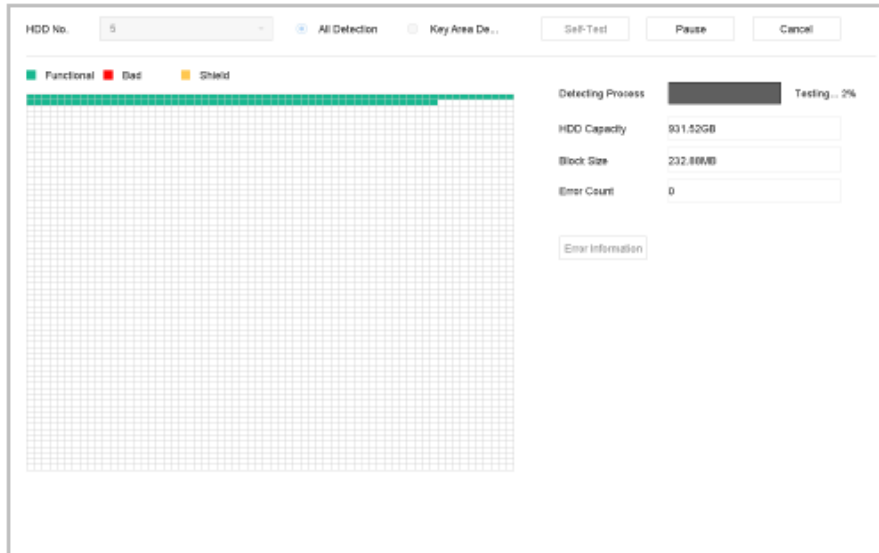 HDD No. 5 All Detection Key Area De... Self-Test Pause Cancel
Functional Bad Shield
Detecting Process Testing... 2%
HDD Capacity 931.52GB
Block Size 232.88MB
Error Count 0
Error Information